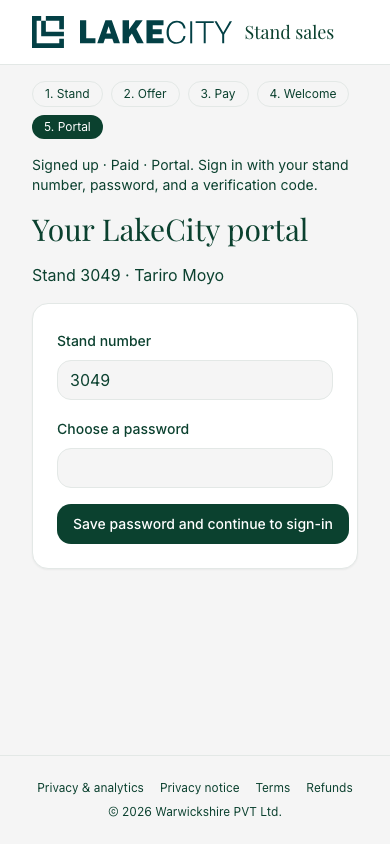 LAKECITY Stand sales
1. Stand
2. Offer
3. Pay
4. Welcome
5. Portal
Signed up · Paid · Portal. Sign in with your stand
number, password, and a verification code.
Your LakeCity portal
Stand 3049 · Tariro Moyo
Stand number
3049
Choose a password
Save password and continue to sign-in
Privacy & analytics
Privacy notice
Terms
Refunds
© 2026 Warwickshire PVT Ltd.